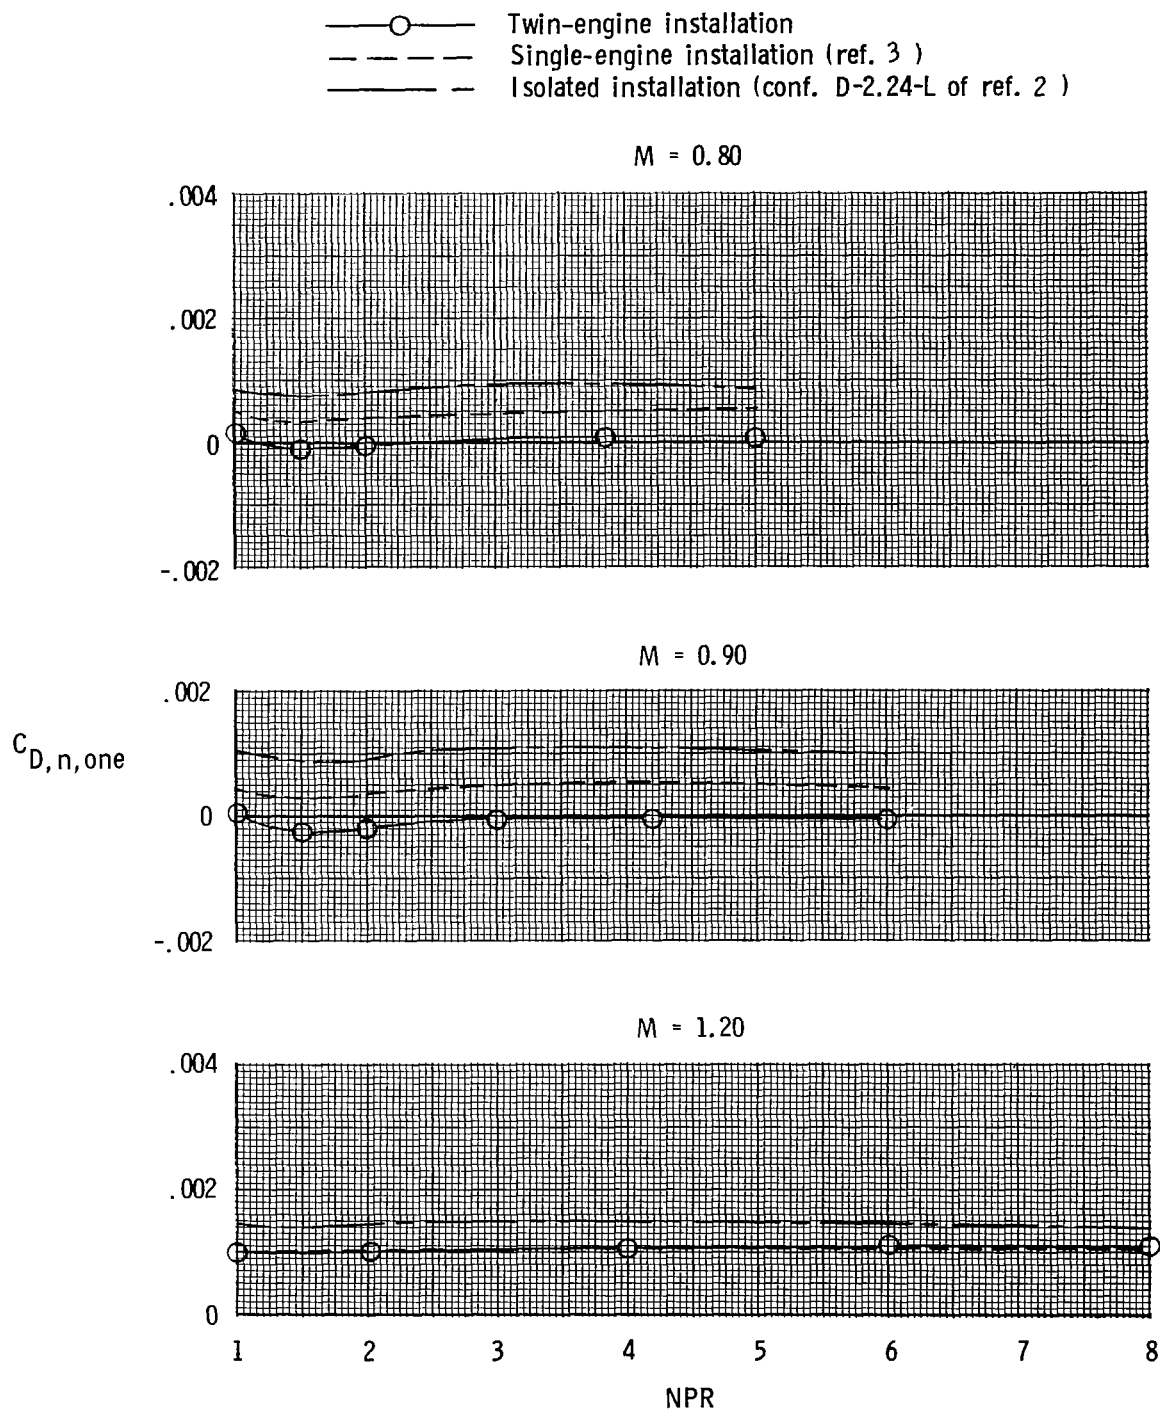 Twin-engine installation
Single-engine installation (ref. 3 )
Isolated installation (conf. D-2.24-L of ref. 2 )
M = 0.80
.004
.002
0
-.002
M = 0.90
.002
C D, n, one
0
-.002
M = 1.20
.004
.002
0
1 2 3 4 5 6 7 8
NPR